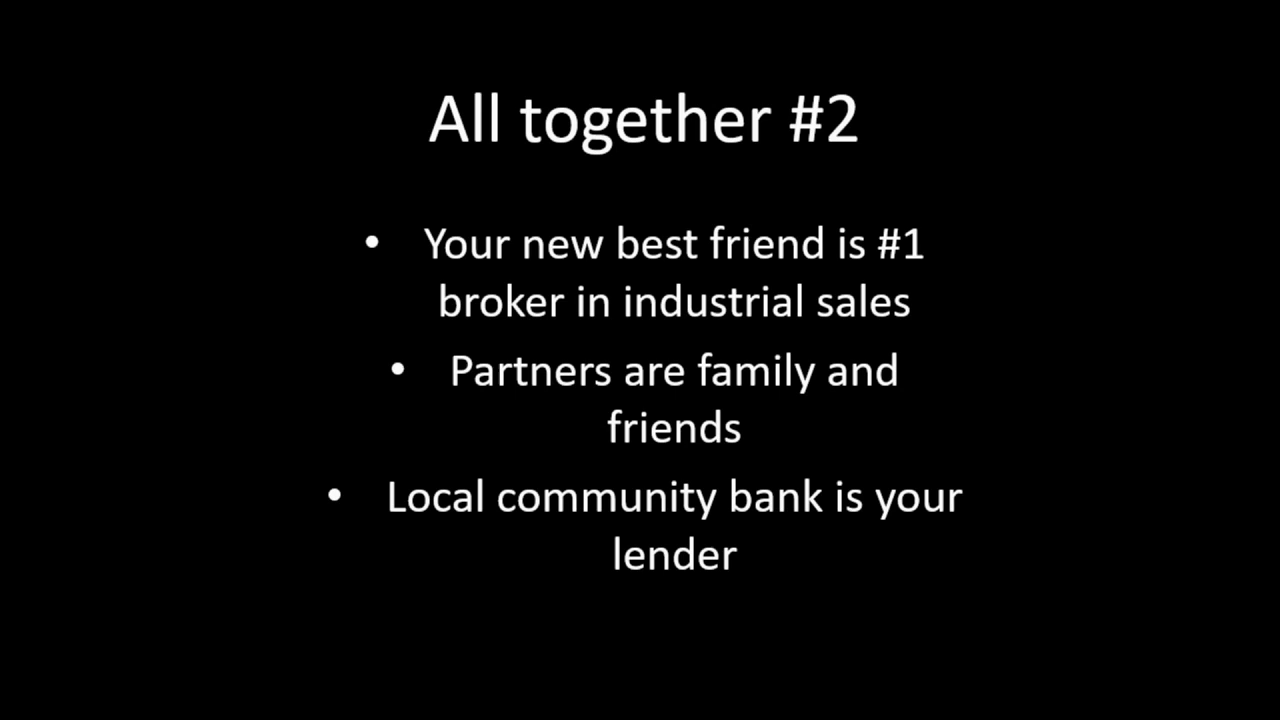 All together #2
• Your new best friend is #1
broker in industrial sales
• Partners are family and
friends
• Local community bank is your
lender